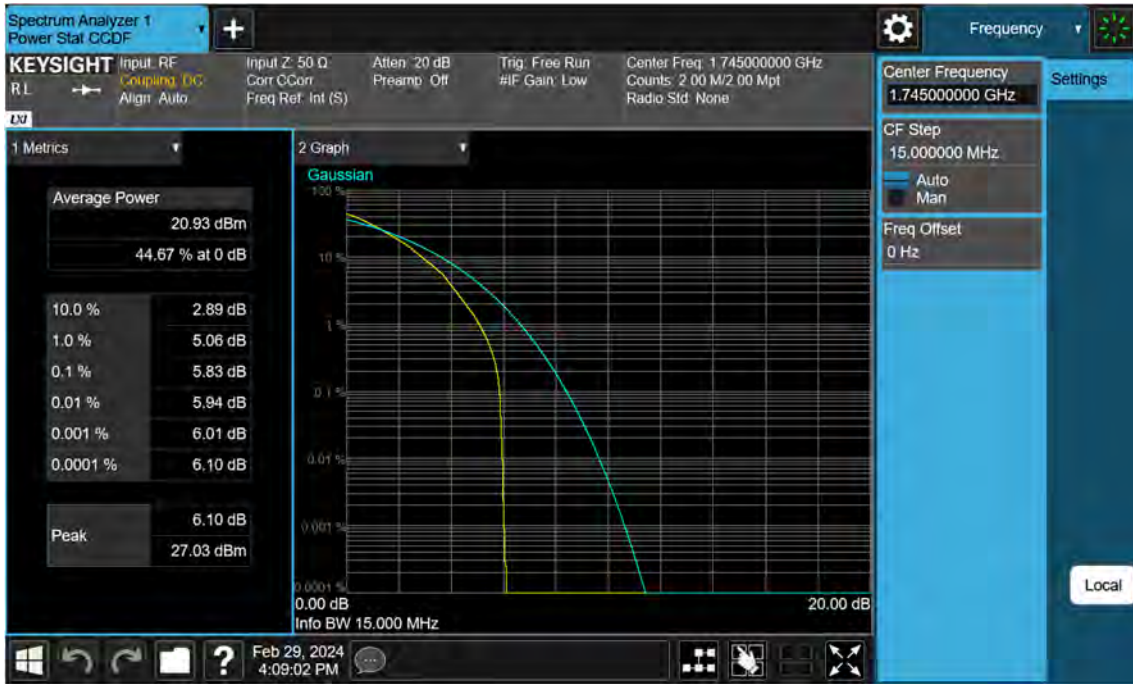 Spectrum Analyzer 1
Power Stat CCDF
+
Frequency
KEYSIGHT
R L
LXI
Input: RF
Coupling: DC
Align: Auto
Input Z: 50 Ω
Corr CCorr
Freq Ref: Int (S)
Atten: 20 dB
Preamp: Off
Trig: Free Run
#IF Gain: Low
Center Freq: 1.745000000 GHz
Counts: 2.00 M/2.00 Mpt
Radio Std: None
Center Frequency
1.745000000 GHz
Settings
CF Step
15.000000 MHz
Auto
Man
Freq Offset
0 Hz
1 Metrics
Average Power
20.93 dBm
44.67 % at 0 dB
10.0 % 2.89 dB
1.0 % 5.06 dB
0.1 % 5.83 dB
0.01 % 5.94 dB
0.001 % 6.01 dB
0.0001 % 6.10 dB
Peak
6.10 dB
27.03 dBm
2 Graph
Gaussian
100 %
10 %
1 %
0.1 %
0.01 %
0.001 %
0.0001 %
0.00 dB
20.00 dB
Info BW 15.000 MHz
Local
?
Feb 29, 2024
4:09:02 PM